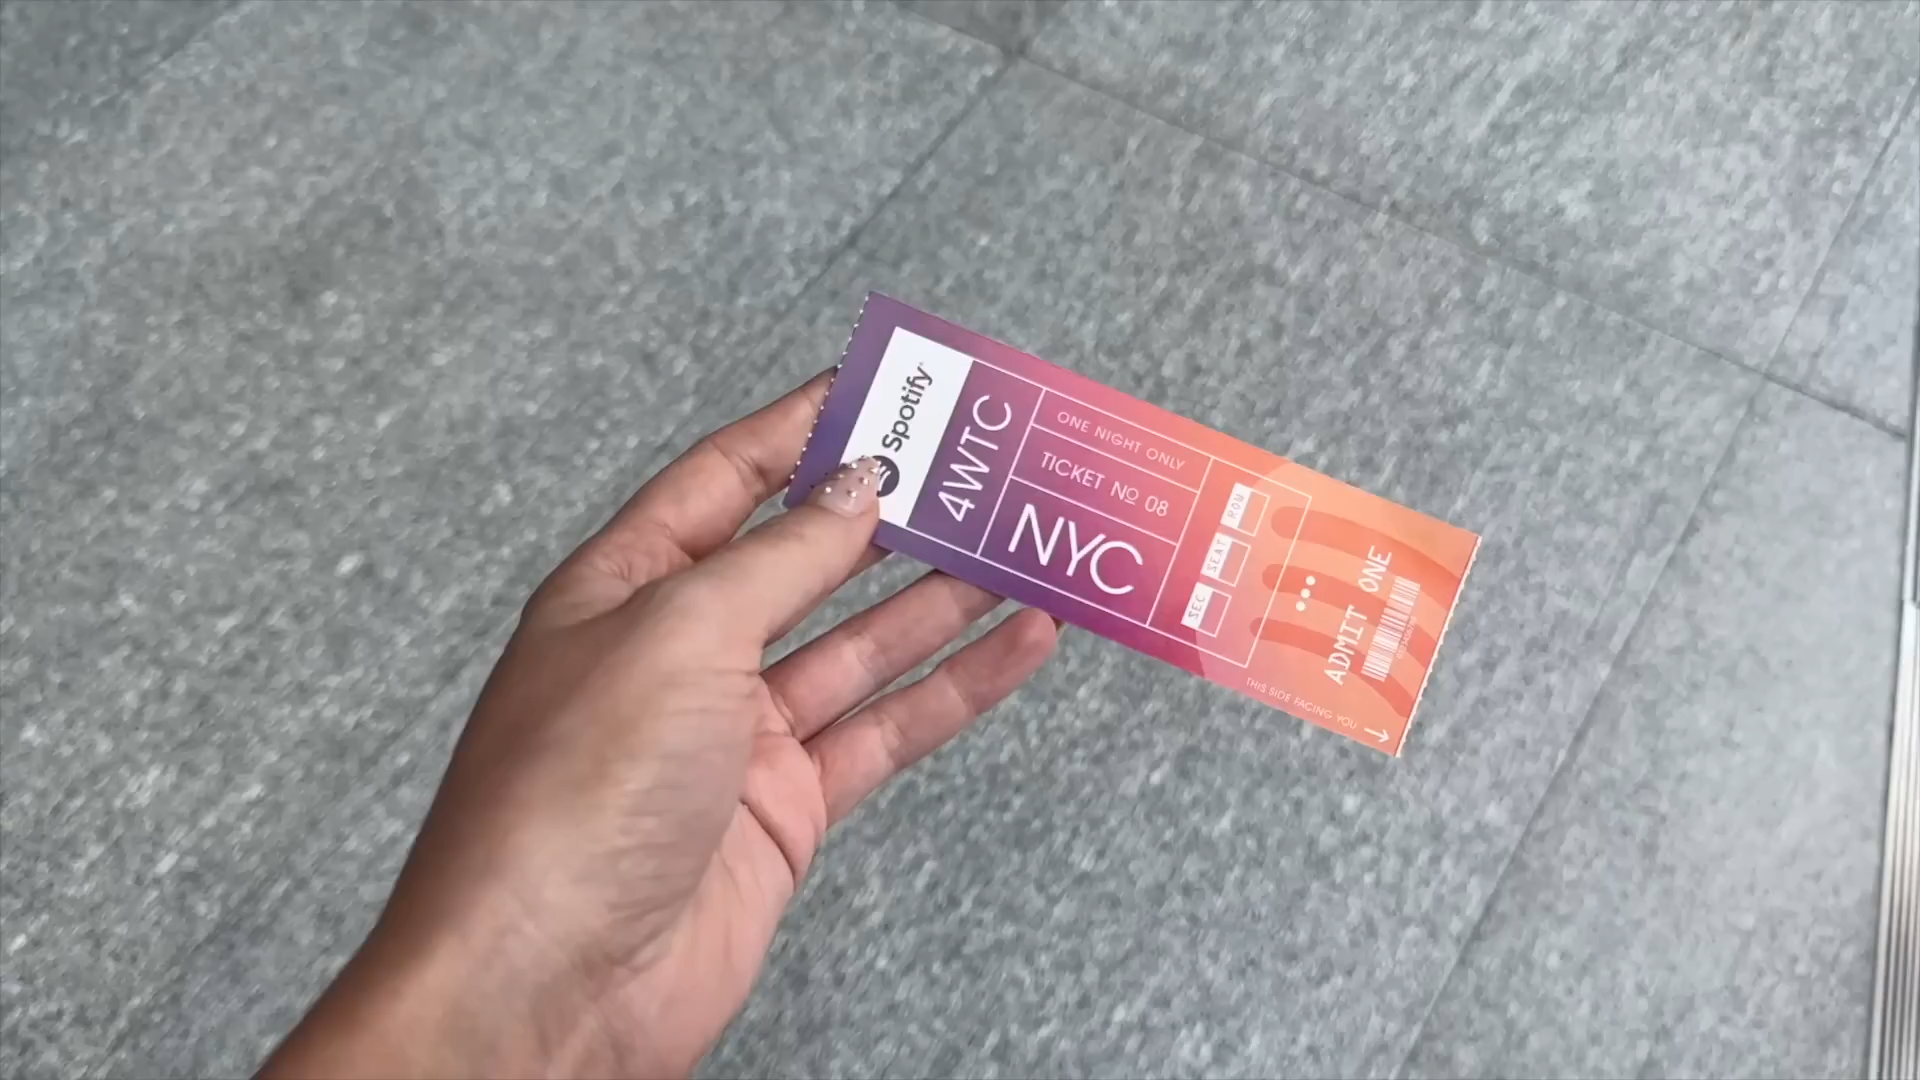 Spotify
4WTC
ONE NIGHT ONLY
TICKET Nº 08
NYC
ROW
SEAT
SEC
ADMIT ONE
THIS SIDE FACING YOU ↓